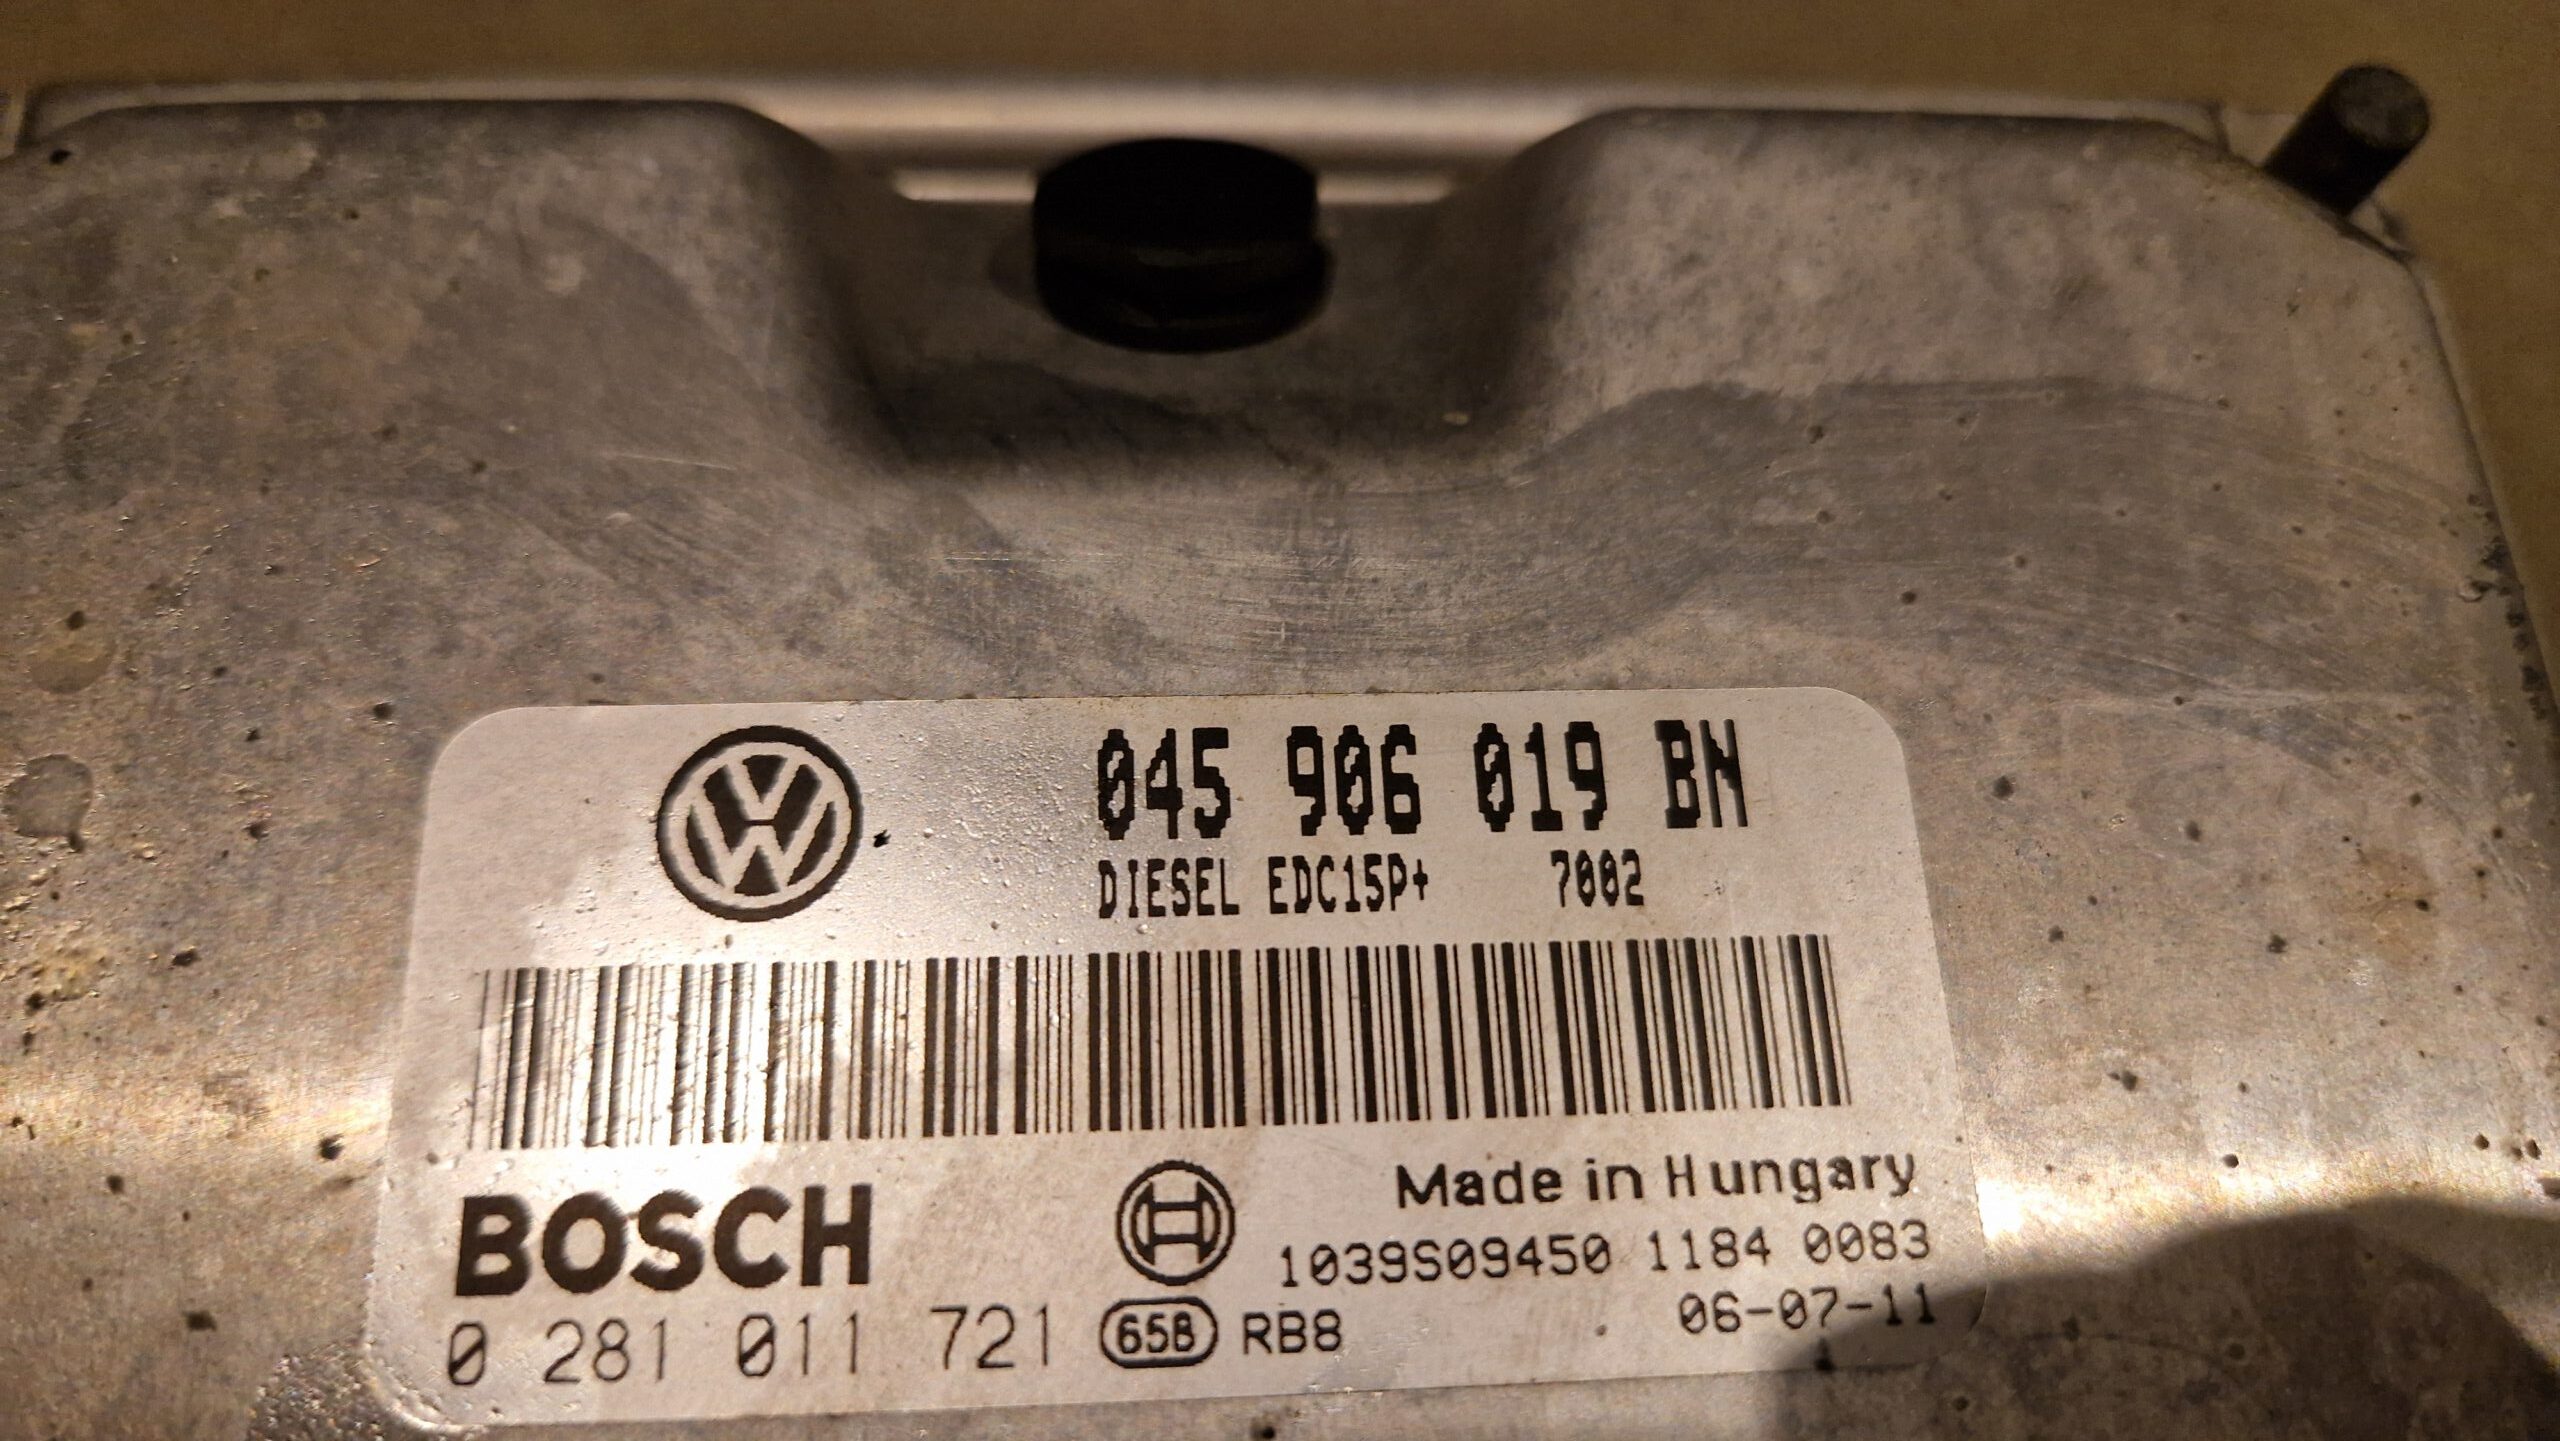 045 906 019 BN
DIESEL EDC15P+ 7002
BOSCH
Made in Hungary
1039S09450 1184 0083
0 281 011 721 65B RB8
06-07-11